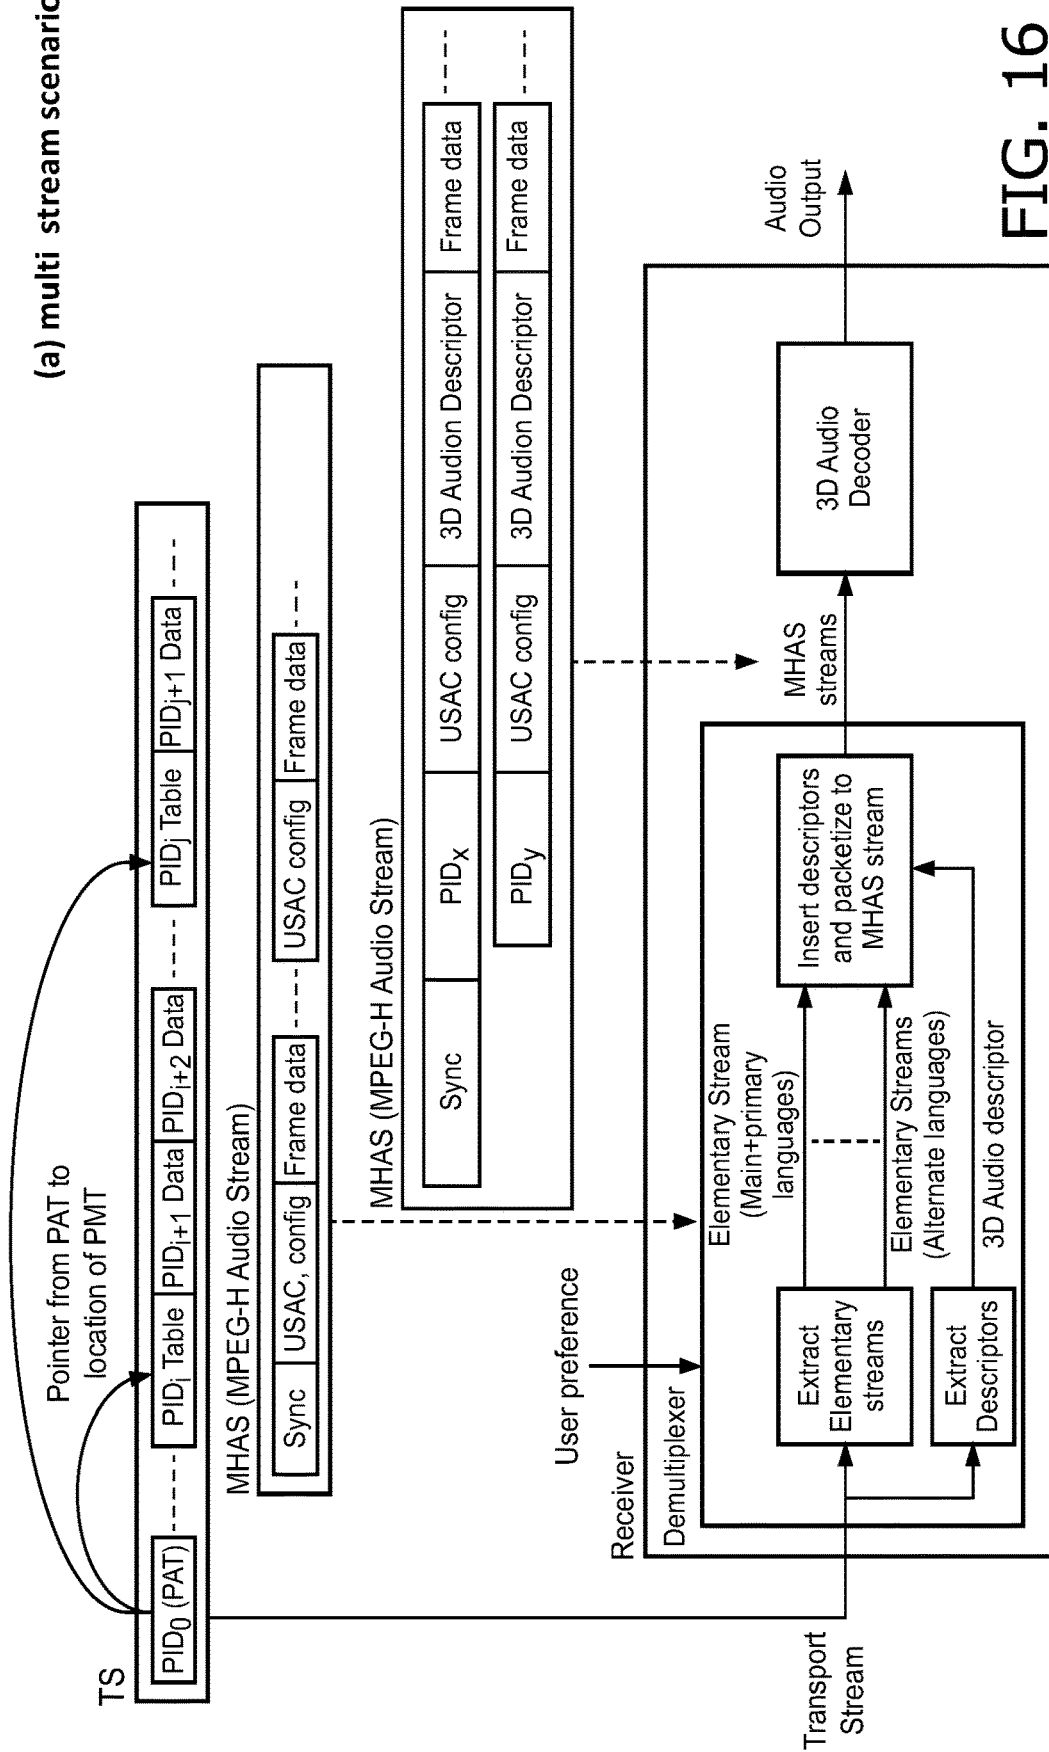 (a) multi stream scenario
Pointer from PAT to
location of PMT
TS
PID0 (PAT) PIDi Table PIDi+1 Data PIDi+2 Data PIDj Table PIDj+1 Data
MHAS (MPEG-H Audio Stream)
Sync USAC, config Frame data USAC config Frame data
MHAS (MPEG-H Audio Stream)
Sync PIDx USAC config 3D Audion Descriptor Frame data
PIDy USAC config 3D Audion Descriptor Frame data
User preference
Receiver
Demultiplexer
Transport
Stream
Extract
Elementary
streams
Extract
Descriptors
Elementary Stream
(Main+primary
languages)
Elementary Streams
(Alternate languages)
3D Audio descriptor
Insert descriptors
and packetize to
MHAS stream
MHAS
streams
3D Audio
Decoder
Audio
Output
FIG. 16